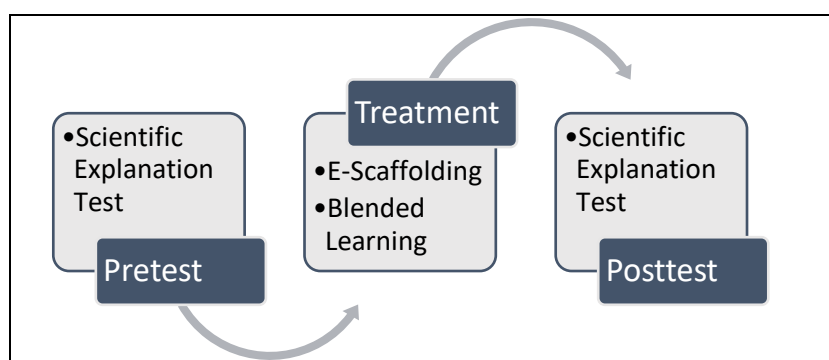 •Scientific
Explanation
Test
Pretest
Treatment
•E-Scaffolding
•Blended
Learning
•Scientific
Explanation
Test
Posttest